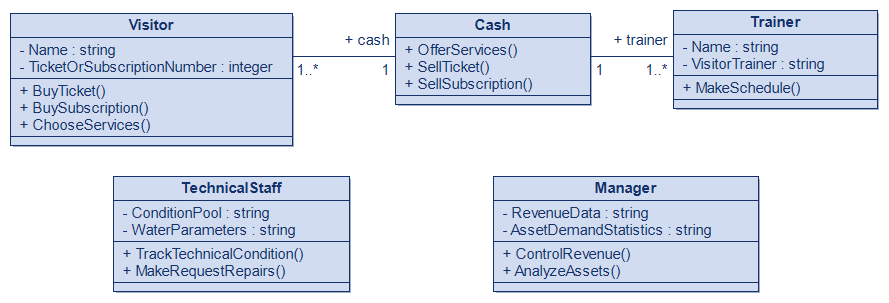 Visitor
- Name : string
- TicketOrSubscriptionNumber : integer
+ BuyTicket()
+ BuySubscription()
+ ChooseServices()
+ cash
1..*
1
Cash
+ OfferServices()
+ SellTicket()
+ SellSubscription()
+ trainer
1
1..*
Trainer
- Name : string
- VisitorTrainer : string
+ MakeSchedule()
TechnicalStaff
- ConditionPool : string
- WaterParameters : string
+ TrackTechnicalCondition()
+ MakeRequestRepairs()
Manager
- RevenueData : string
- AssetDemandStatistics : string
+ ControlRevenue()
+ AnalyzeAssets()